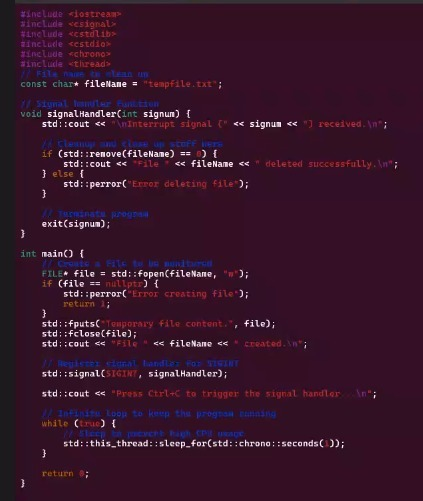 #include <iostream>
#include <csignal>
#include <cstdlib>
#include <cstdio>
#include <chrono>
#include <thread>
// File name to clean up
const char* fileName = "tempfile.txt";
// Signal handler function
void signalHandler(int signum) {
std::cout << "\nInterrupt signal (" << signum << ") received.\n";
// Cleanup and close up stuff here
if (std::remove(fileName) == 0) {
std::cout << "File " << fileName << " deleted successfully.\n";
} else {
std::perror("Error deleting file");
}
// Terminate program
exit(signum);
}
int main() {
// Create a file to be monitored
FILE* file = std::fopen(fileName, "w");
if (file == nullptr) {
std::perror("Error creating file");
return 1;
}
std::fputs("Temporary file content.", file);
std::fclose(file);
std::cout << "File " << fileName << " created.\n";
// Register signal handler for SIGINT
std::signal(SIGINT, signalHandler);
std::cout << "Press Ctrl+C to trigger the signal handler...\n";
// Infinite loop to keep the program running
while (true) {
// Sleep to prevent high CPU usage
std::this_thread::sleep_for(std::chrono::seconds(1));
}
return 0;
}